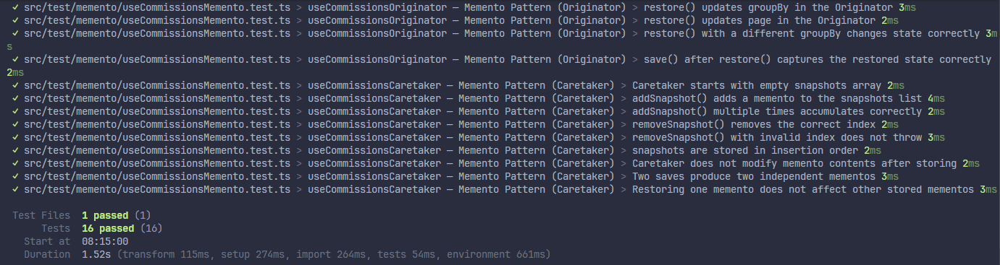 ✓ src/test/memento/useCommissionsMemento.test.ts > useCommissionsOriginator — Memento Pattern (Originator) > restore() updates groupBy in the Originator 3ms
✓ src/test/memento/useCommissionsMemento.test.ts > useCommissionsOriginator — Memento Pattern (Originator) > restore() updates page in the Originator 2ms
✓ src/test/memento/useCommissionsMemento.test.ts > useCommissionsOriginator — Memento Pattern (Originator) > restore() with a different groupBy changes state correctly 3m
s
✓ src/test/memento/useCommissionsMemento.test.ts > useCommissionsOriginator — Memento Pattern (Originator) > save() after restore() captures the restored state correctly
2ms
✓ src/test/memento/useCommissionsMemento.test.ts > useCommissionsCaretaker — Memento Pattern (Caretaker) > Caretaker starts with empty snapshots array 2ms
✓ src/test/memento/useCommissionsMemento.test.ts > useCommissionsCaretaker — Memento Pattern (Caretaker) > addSnapshot() adds a memento to the snapshots list 4ms
✓ src/test/memento/useCommissionsMemento.test.ts > useCommissionsCaretaker — Memento Pattern (Caretaker) > addSnapshot() multiple times accumulates correctly 2ms
✓ src/test/memento/useCommissionsMemento.test.ts > useCommissionsCaretaker — Memento Pattern (Caretaker) > removeSnapshot() removes the correct index 2ms
✓ src/test/memento/useCommissionsMemento.test.ts > useCommissionsCaretaker — Memento Pattern (Caretaker) > removeSnapshot() with invalid index does not throw 3ms
✓ src/test/memento/useCommissionsMemento.test.ts > useCommissionsCaretaker — Memento Pattern (Caretaker) > snapshots are stored in insertion order 2ms
✓ src/test/memento/useCommissionsMemento.test.ts > useCommissionsCaretaker — Memento Pattern (Caretaker) > Caretaker does not modify memento contents after storing 2ms
✓ src/test/memento/useCommissionsMemento.test.ts > useCommissionsCaretaker — Memento Pattern (Caretaker) > Two saves produce two independent mementos 3ms
✓ src/test/memento/useCommissionsMemento.test.ts > useCommissionsCaretaker — Memento Pattern (Caretaker) > Restoring one memento does not affect other stored mementos 3ms
Test Files 1 passed (1)
Tests 16 passed (16)
Start at 08:15:00
Duration 1.52s (transform 115ms, setup 274ms, import 264ms, tests 54ms, environment 661ms)